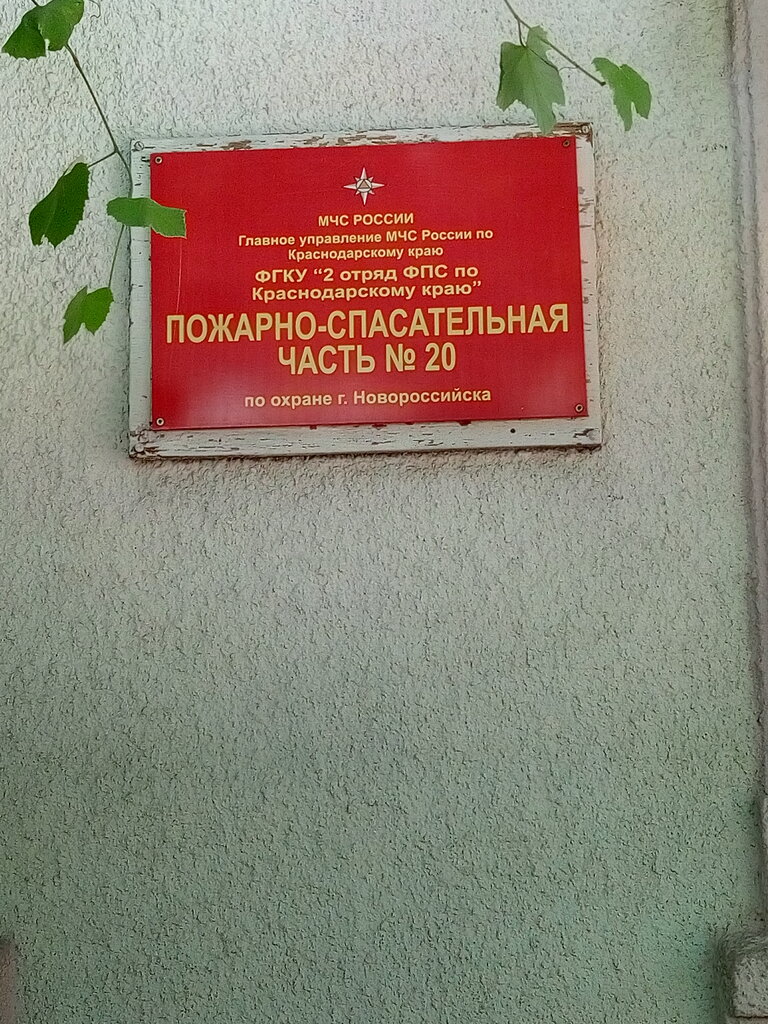 МЧС РОССИИ
Главное управление МЧС России по
Краснодарскому краю
ФГКУ “2 отряд ФПС по
Краснодарскому краю”
ПОЖАРНО-СПАСАТЕЛЬНАЯ
ЧАСТЬ № 20
по охране г. Новороссийска